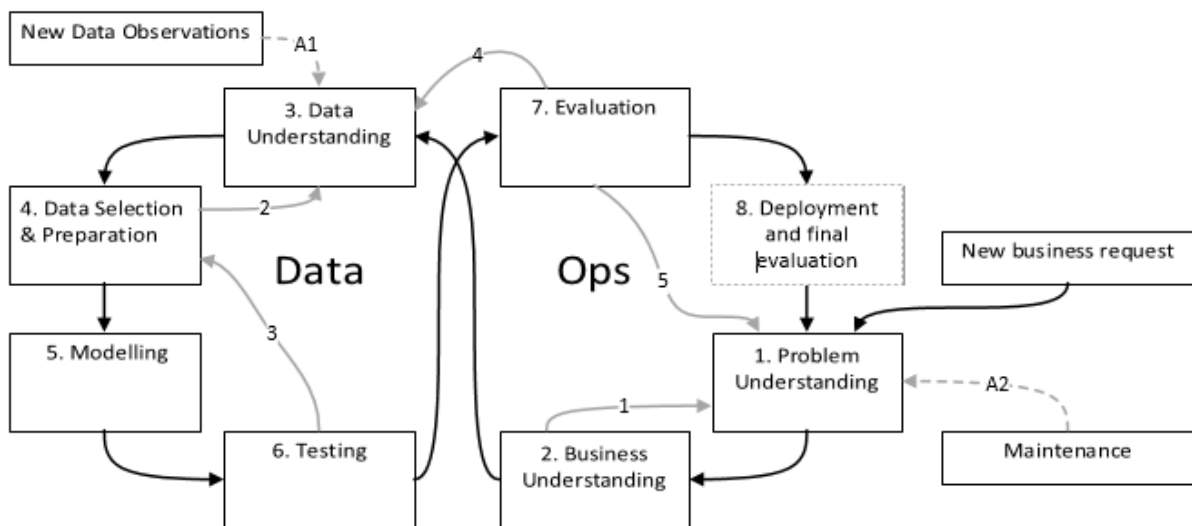 New Data Observations
A1
4
3. Data
Understanding
7. Evaluation
4. Data Selection
& Preparation
2
8. Deployment
and final
evaluation
New business request
Data
Ops
5
3
5. Modelling
1. Problem
Understanding
A2
1
6. Testing
2. Business
Understanding
Maintenance